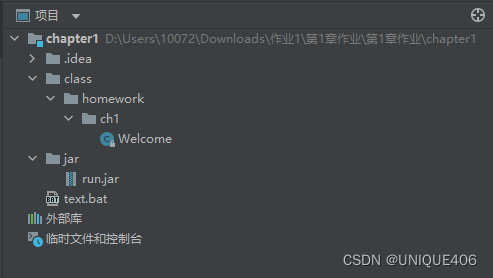 项目
chapter1 D:\Users\10072\Downloads\作业1\第1章作业\第1章作业\chapter1
.idea
class
homework
ch1
Welcome
jar
run.jar
text.bat
外部库
临时文件和控制台
CSDN @UNIQUE406